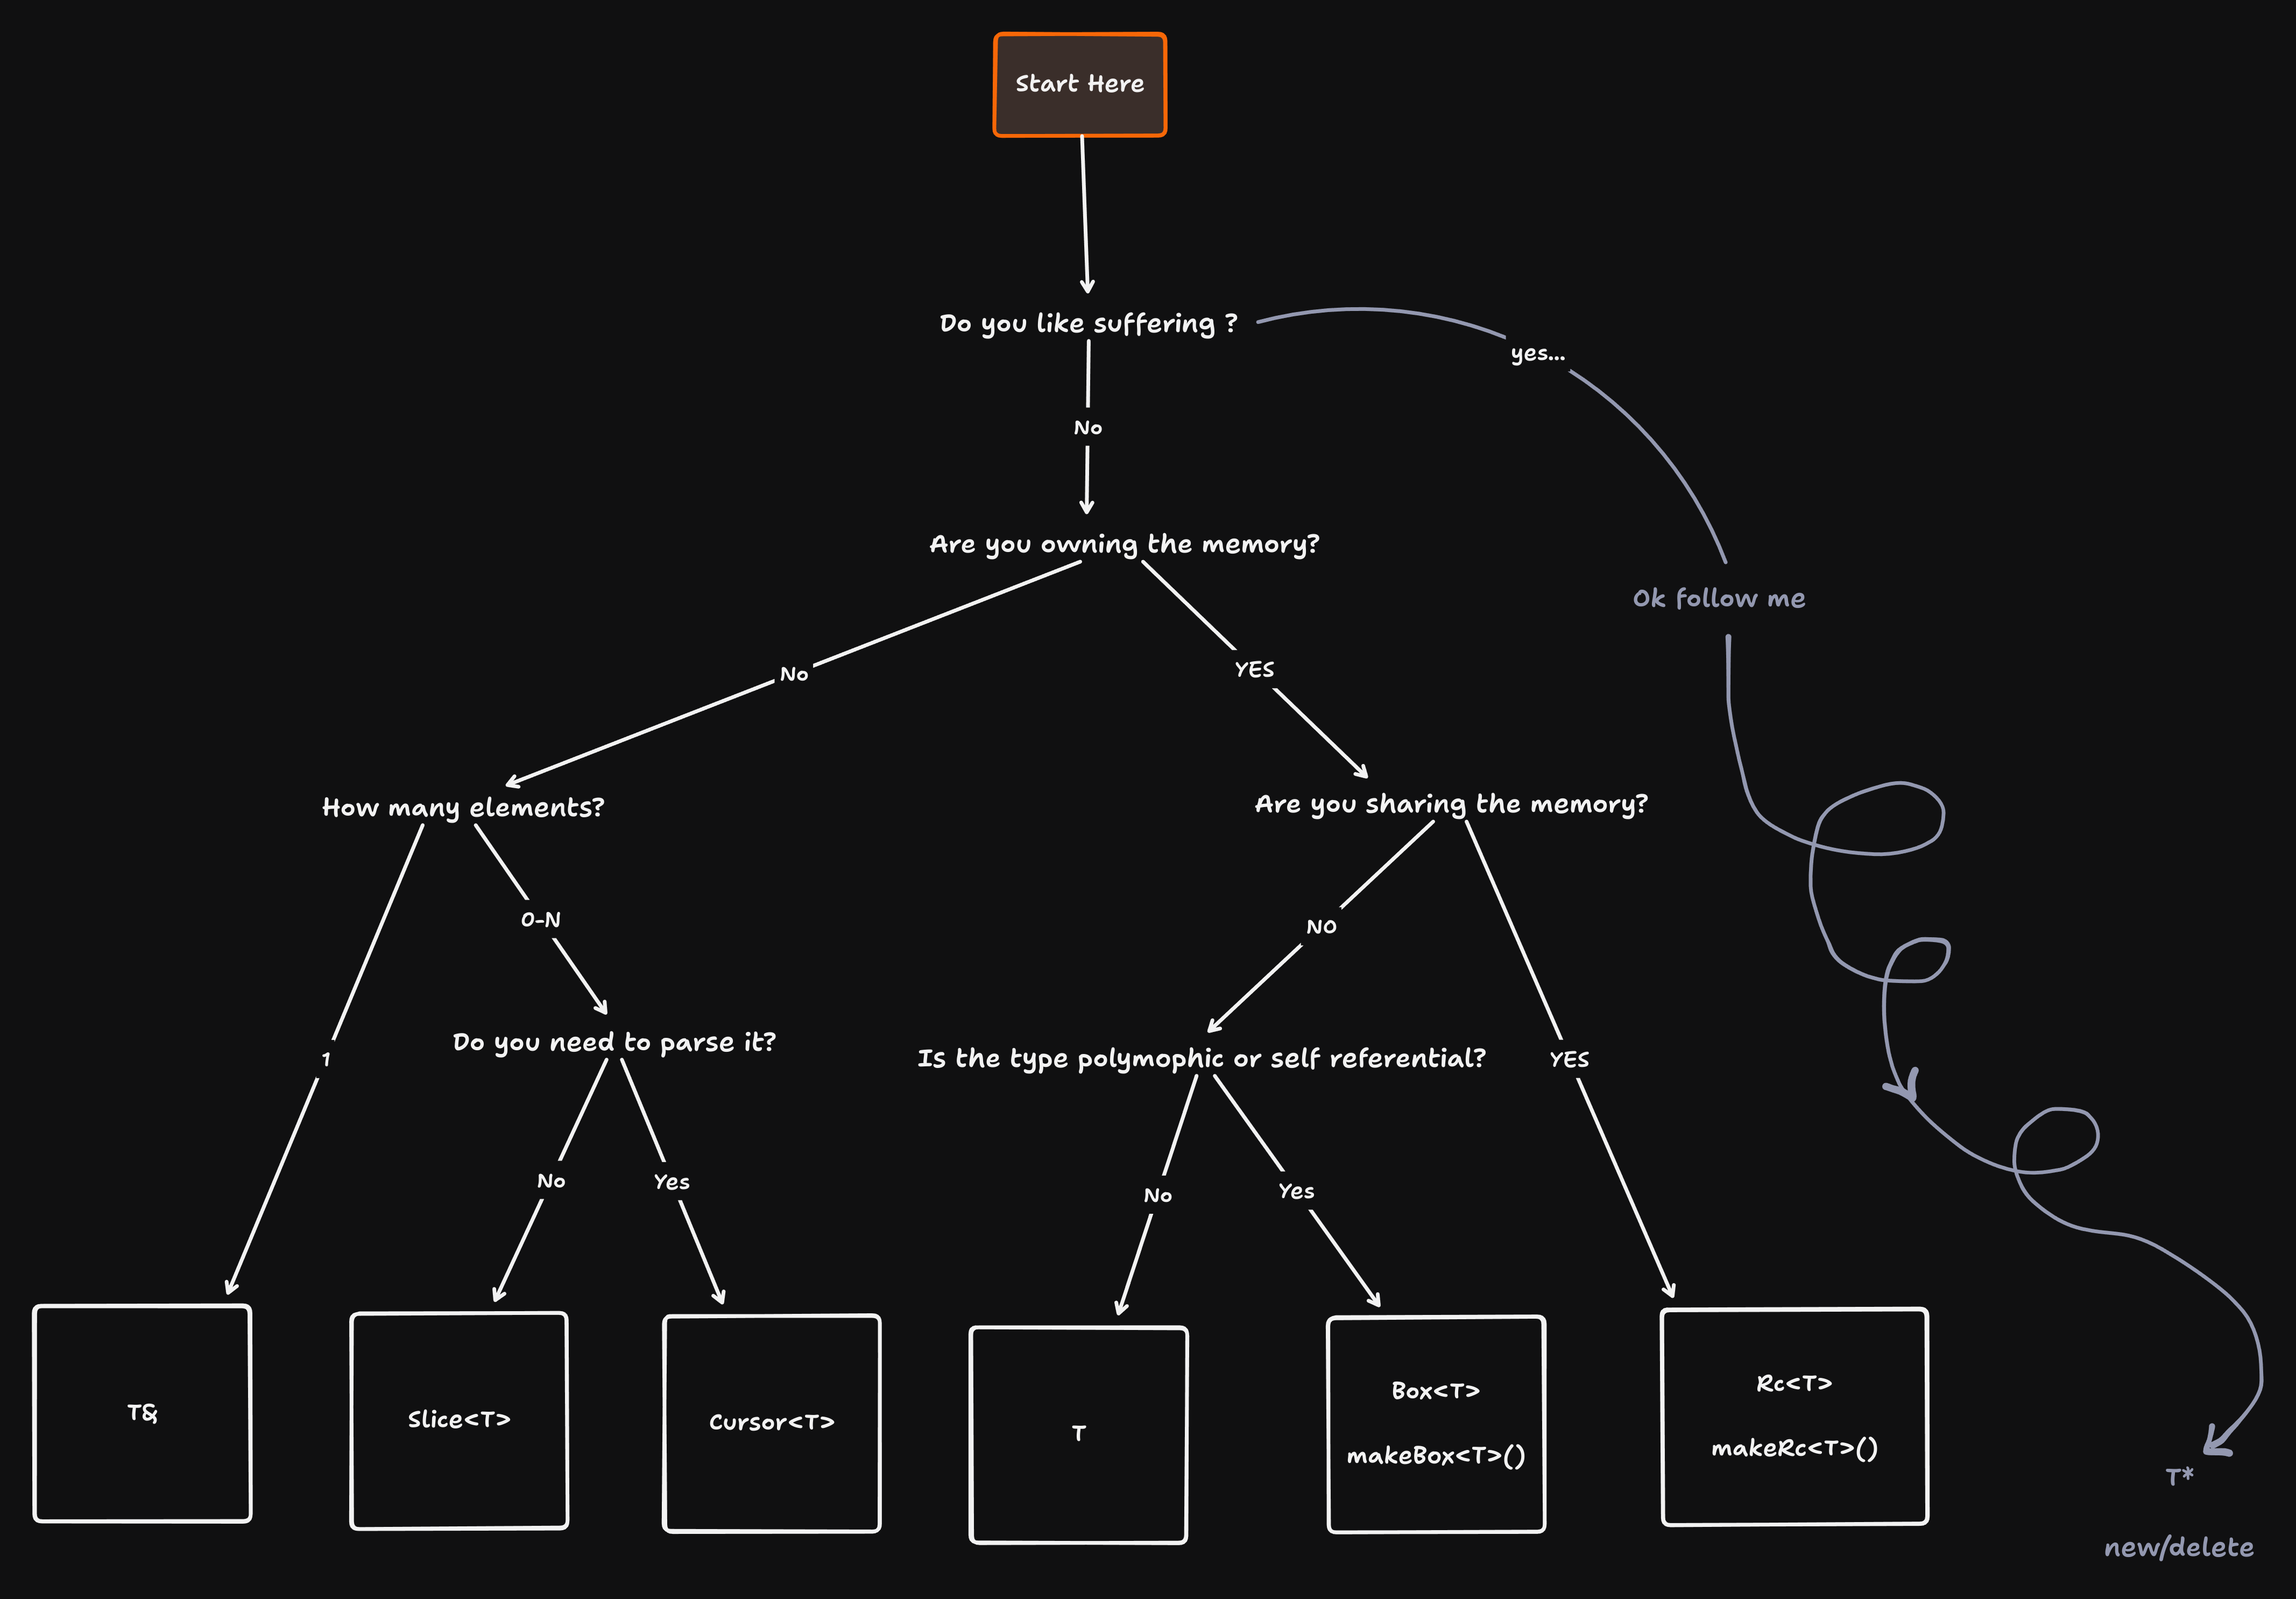 Start Here
Do you like suffering ?
yes...
No
Are you owning the memory?
Ok follow me
No
YES
How many elements?
Are you sharing the memory?
0-N
NO
Do you need to parse it?
Is the type polymophic or self referential?
1
YES
No
Yes
No
Yes
T&
Slice<T>
Cursor<T>
T
Box<T>
makeBox<T>()
Rc<T>
makeRc<T>()
T*
new/delete